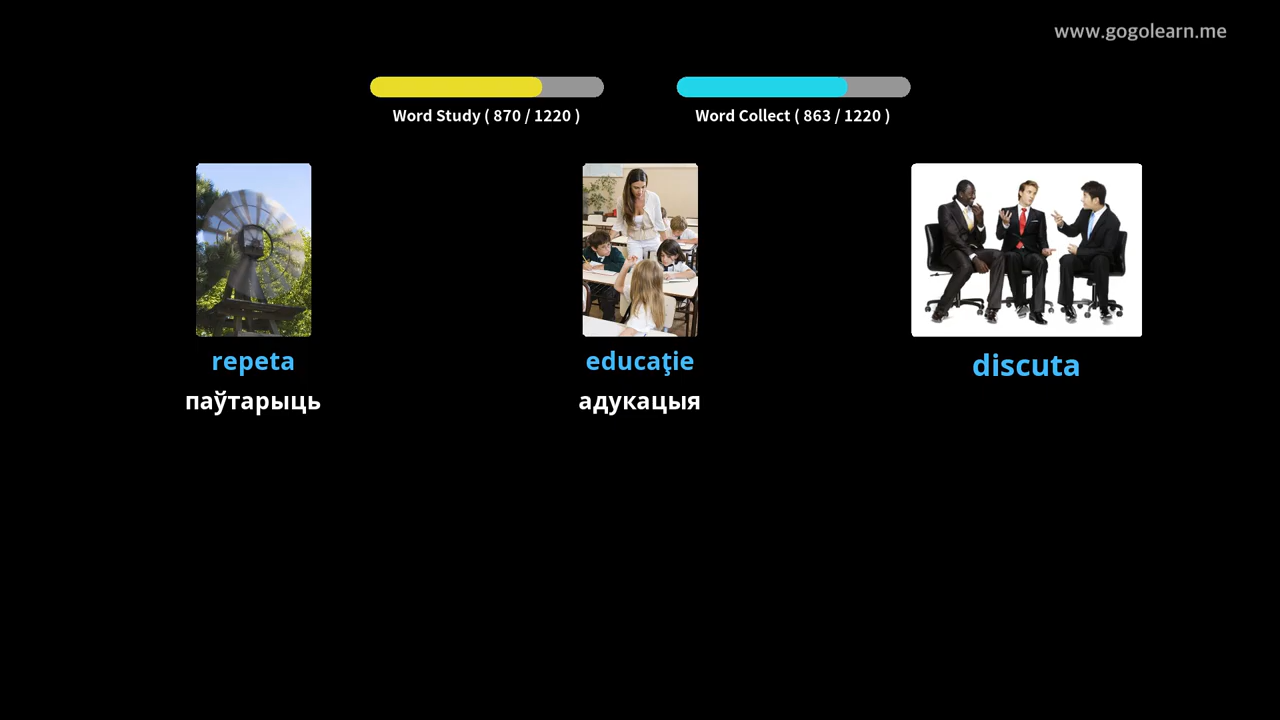 www.gogolearn.me
Word Study ( 870 / 1220 )
Word Collect ( 863 / 1220 )
repeta
паўтарыць
educaţie
адукацыя
discuta